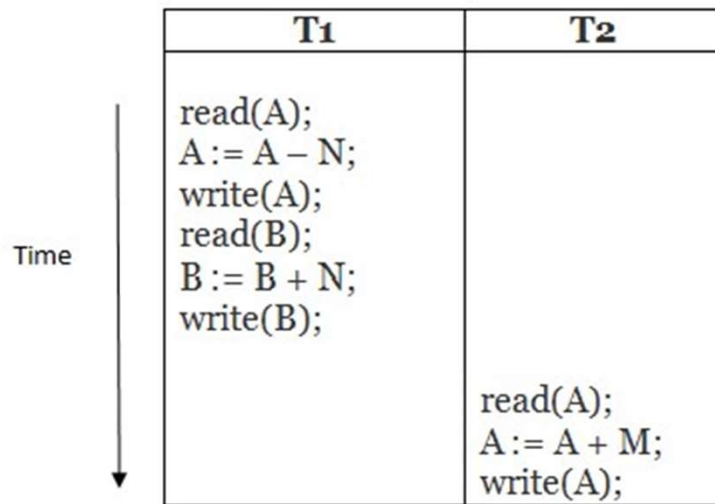 T1 T2
read(A);
A := A – N;
write(A);
read(B);
Time
B := B + N;
write(B);
read(A);
A := A + M;
write(A);